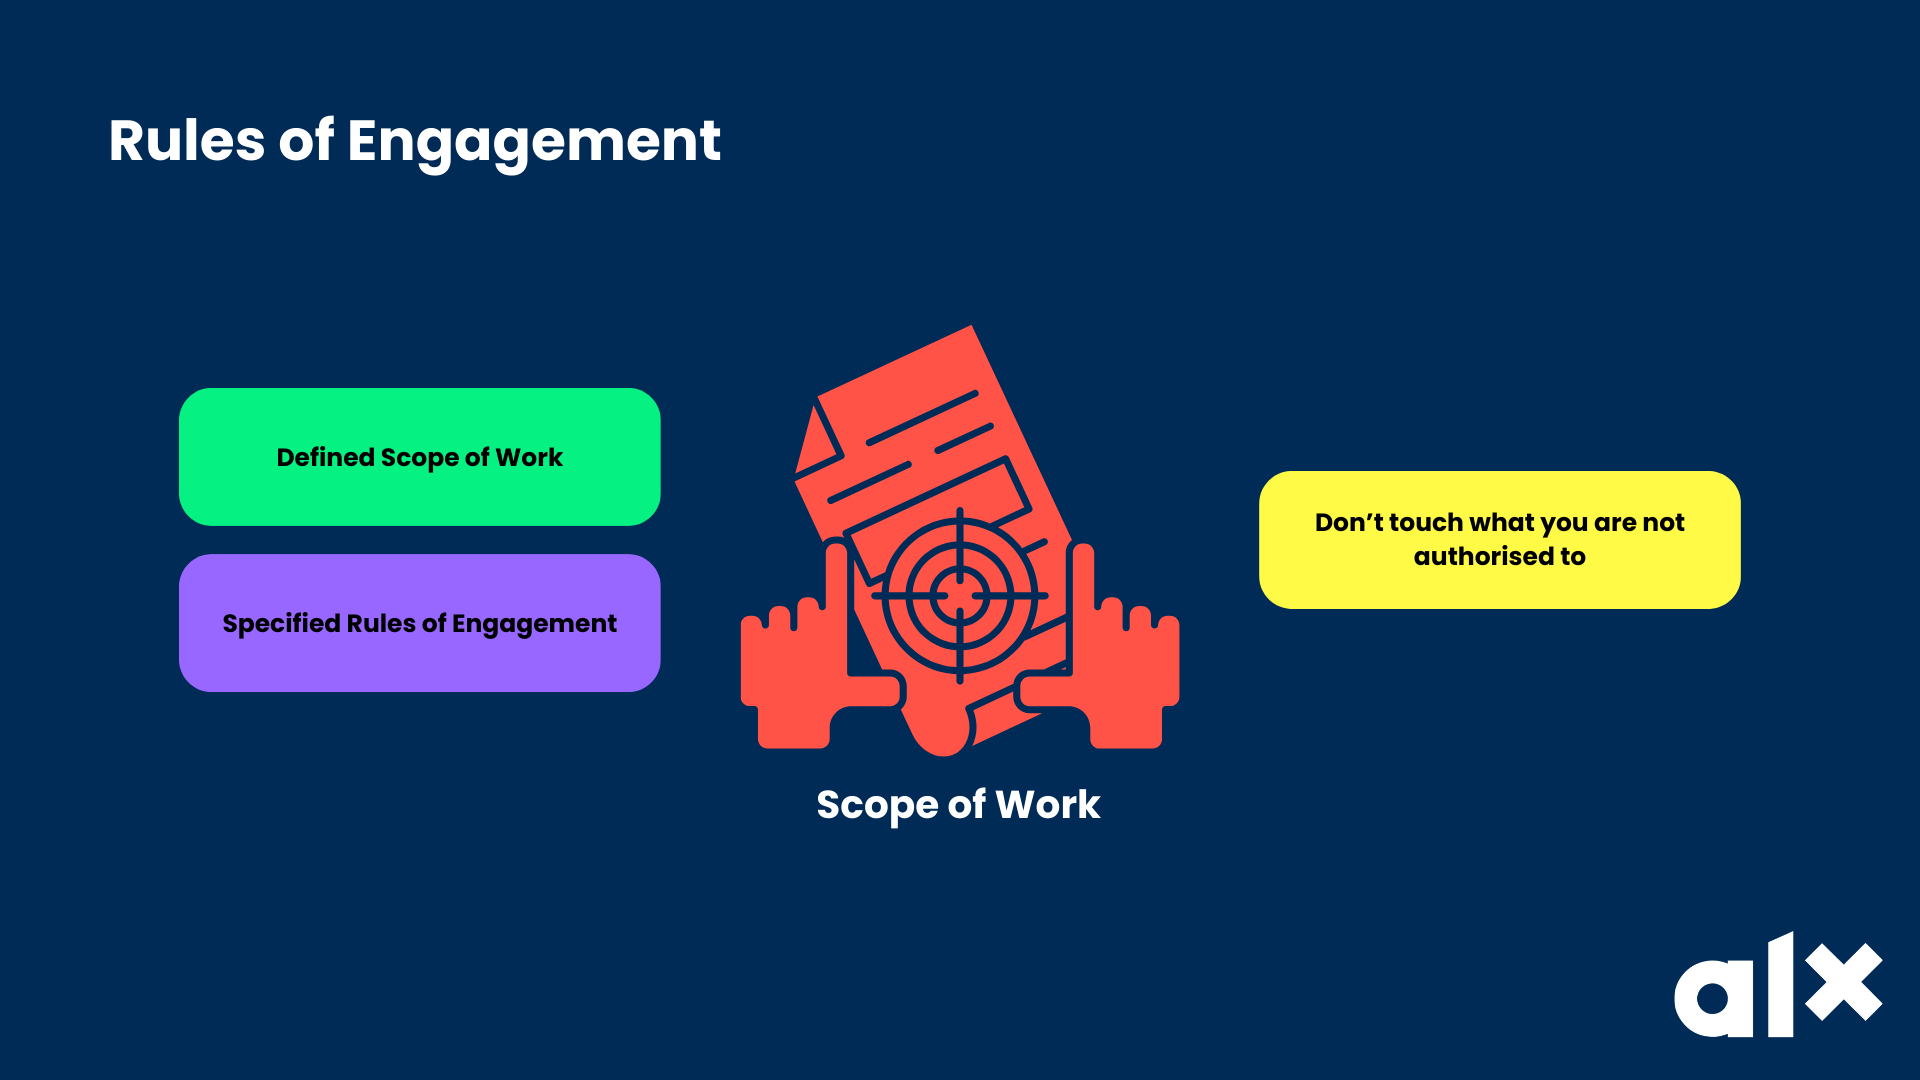 Rules of Engagement
Defined Scope of Work
Specified Rules of Engagement
Scope of Work
Don’t touch what you are not
authorised to
alx